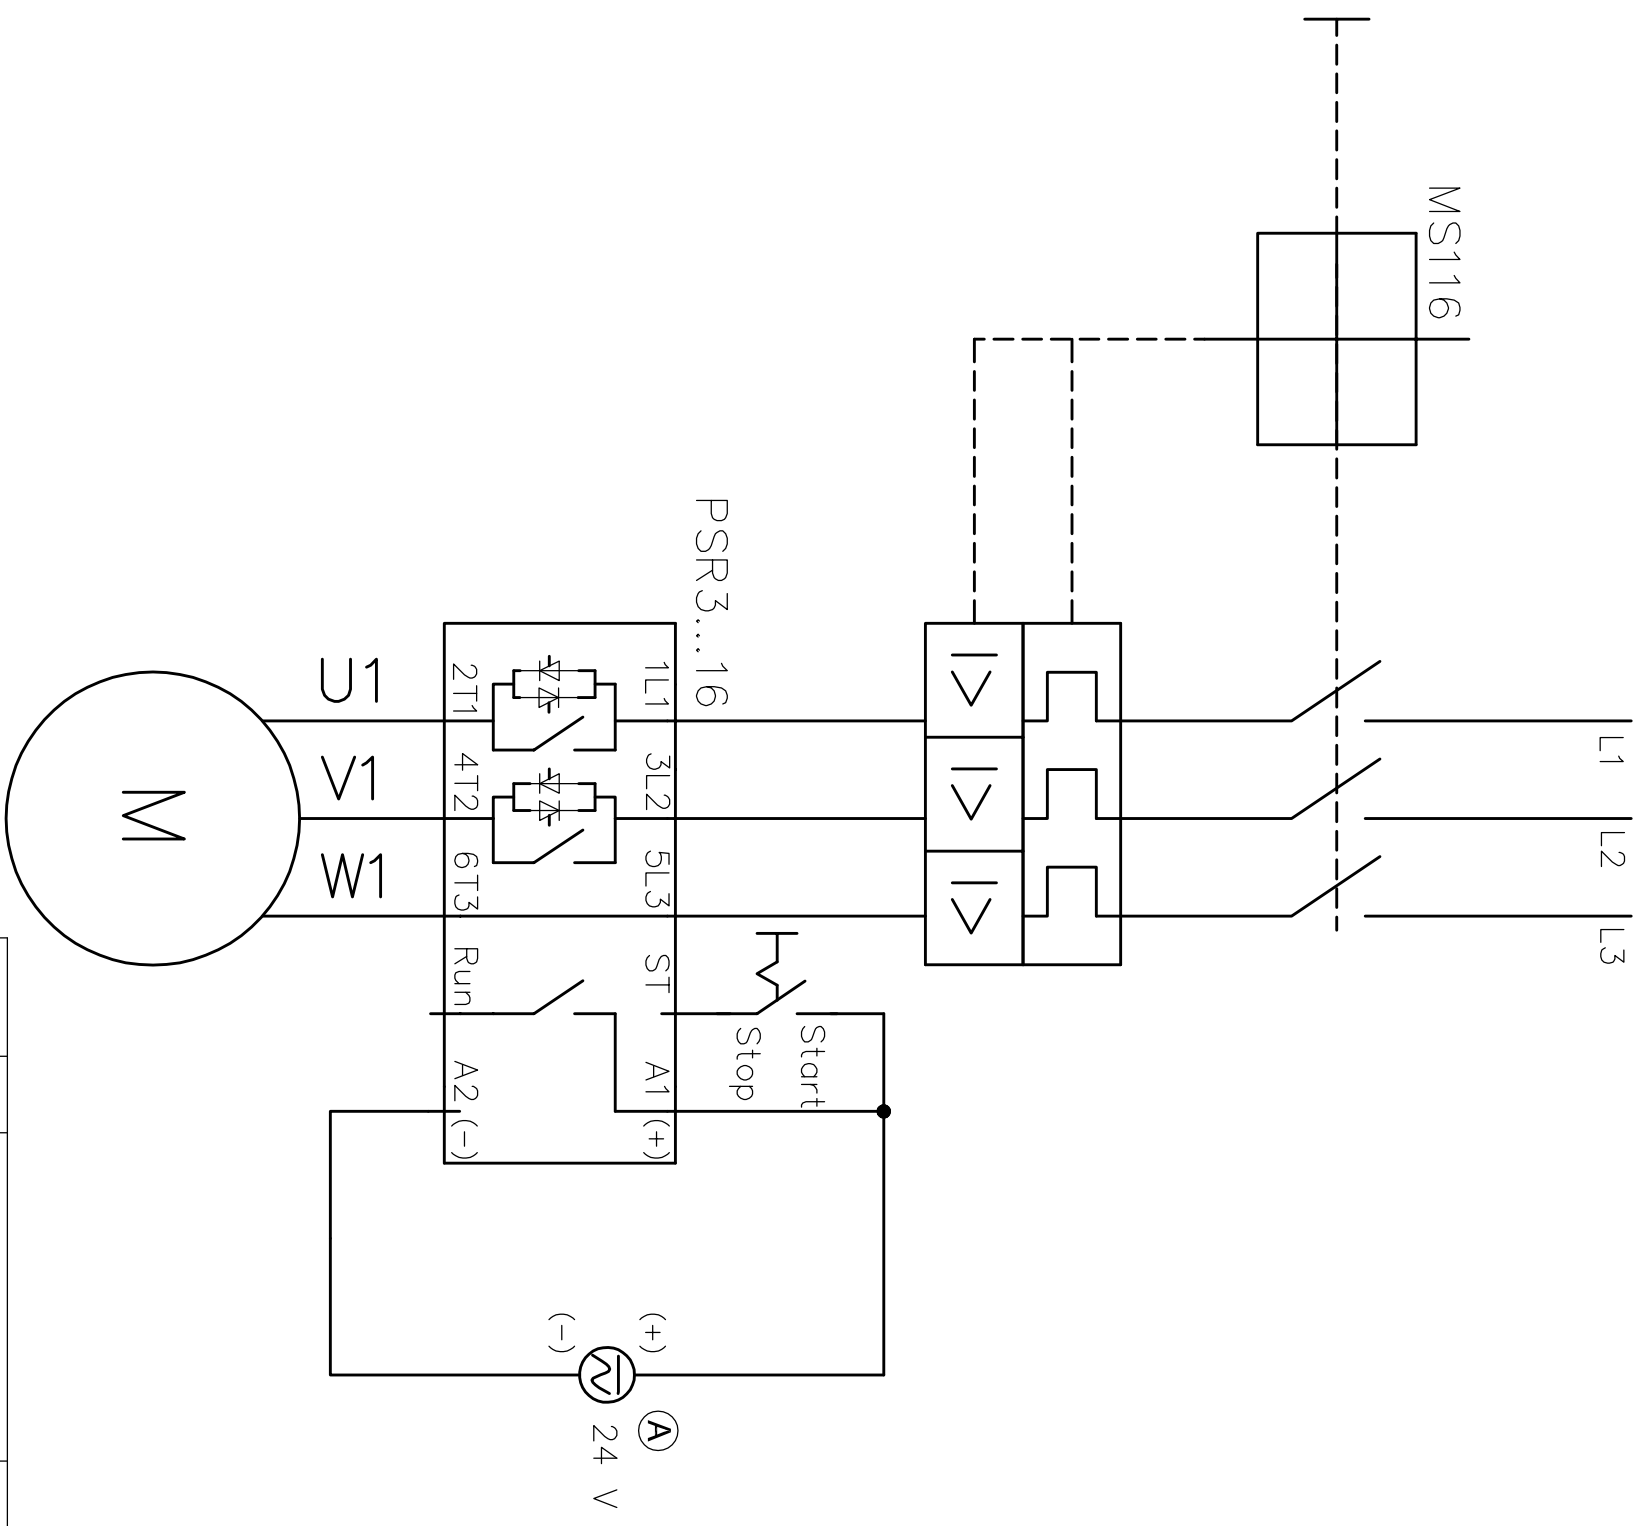 L1
L2
L3
MS116
I>
I>
I>
PSR3...16
1L1
3L2
5L3
ST
A1 (+)
Start
Stop
2T1
4T2
6T3
Run
A2 (-)
(+)
(-)
A
24 V
U1
V1
W1
M